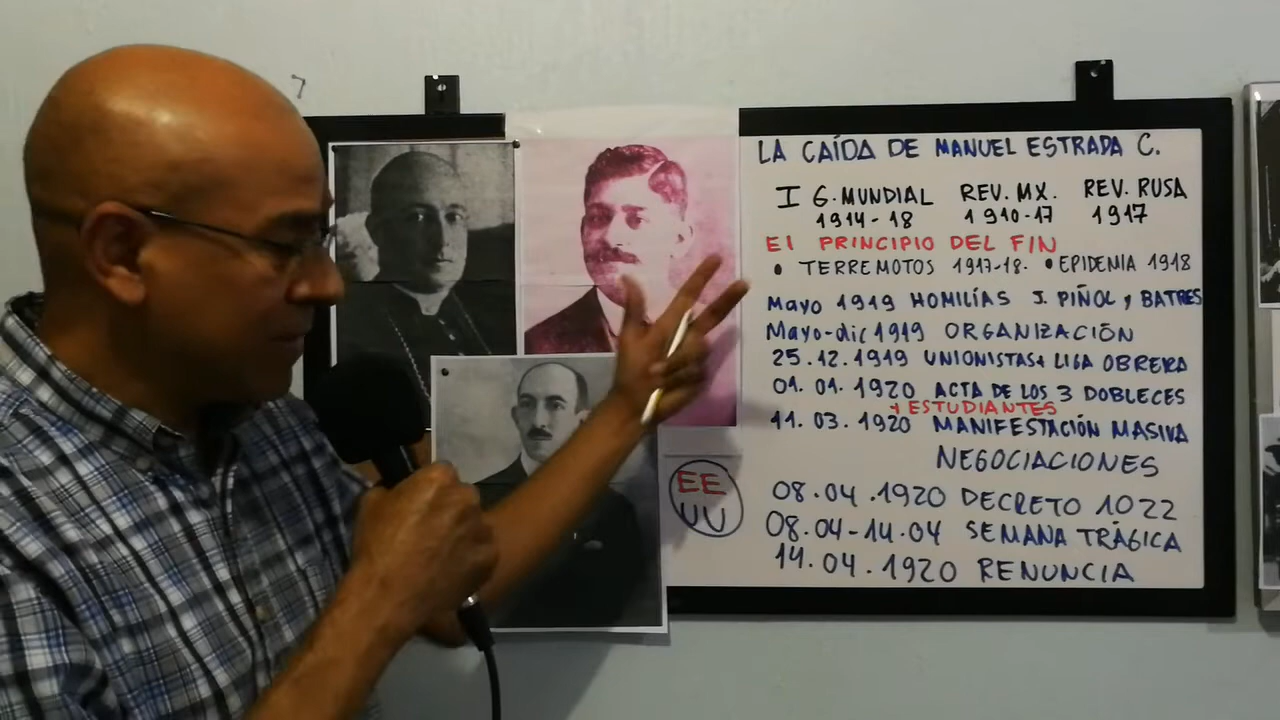 LA CAÍDA DE MANUEL ESTRADA C.
I G. MUNDIAL REV. MX. REV. RUSA
1914-18 1910-17 1917
El PRINCIPIO DEL FIN
• TERREMOTOS 1917-18. • EPIDEMIA 1918
Mayo 1919 HOMILÍAS J. PIÑOL y BATRES
Mayo-dic 1919 ORGANIZACIÓN
25.12.1919 UNIONISTAS + LIGA OBRERA
01.01.1920 ACTA DE LOS 3 DOBLECES
+ ESTUDIANTES
11.03.1920 MANIFESTACIÓN MASIVA
NEGOCIACIONES
EE
UU
08.04.1920 DECRETO 1022
08.04-14.04 SEMANA TRÁGICA
14.04.1920 RENUNCIA